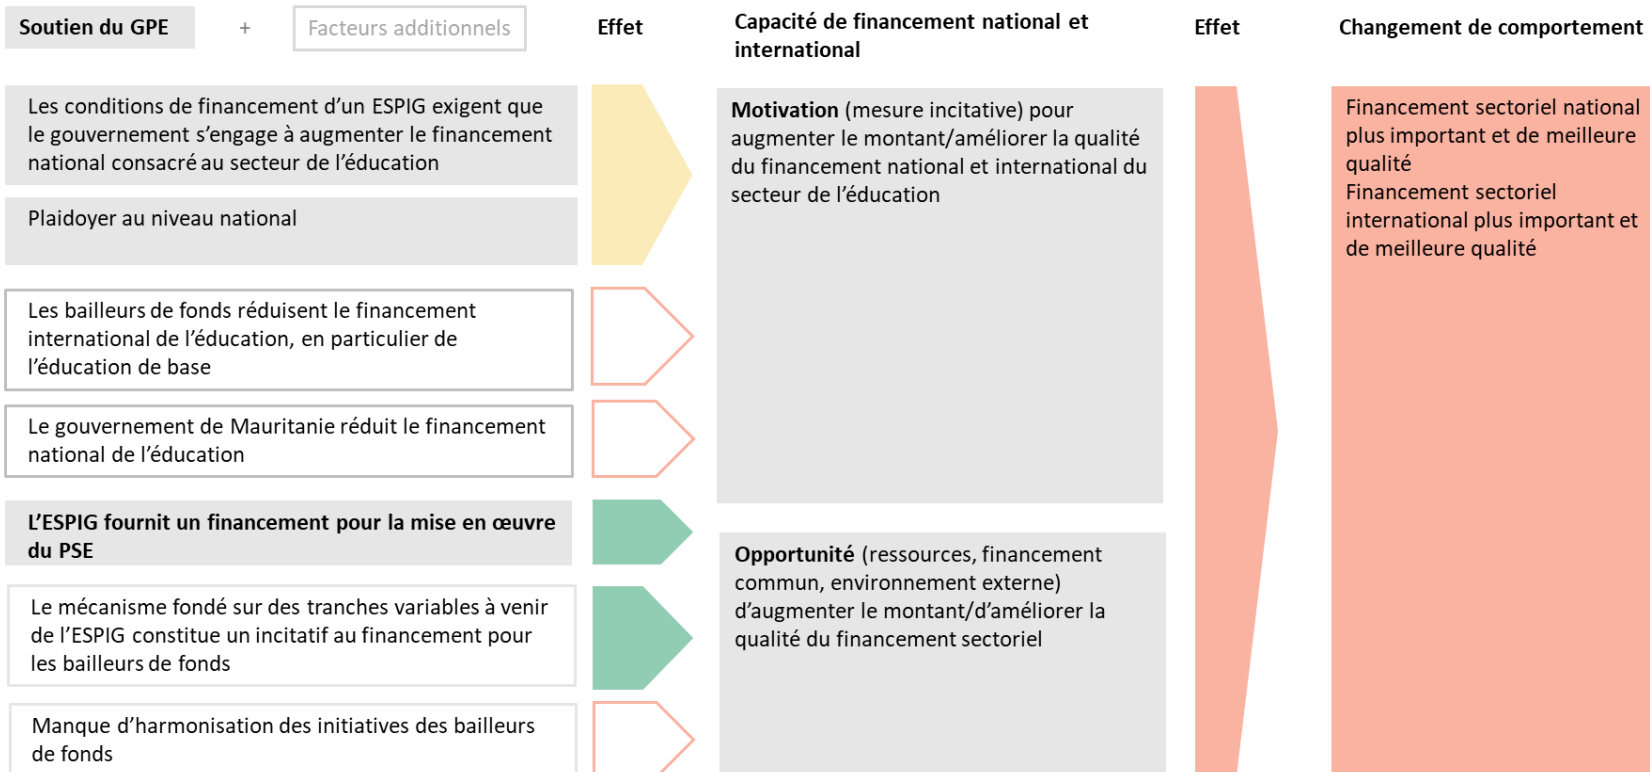 Soutien du GPE
+
Facteurs additionnels
Effet
Capacité de financement national et
international
Effet
Changement de comportement
Les conditions de financement d’un ESPIG exigent que
le gouvernement s’engage à augmenter le financement
national consacré au secteur de l’éducation
Plaidoyer au niveau national
Les bailleurs de fonds réduisent le financement
international de l’éducation, en particulier de
l’éducation de base
Le gouvernement de Mauritanie réduit le financement
national de l’éducation
L’ESPIG fournit un financement pour la mise en œuvre
du PSE
Le mécanisme fondé sur des tranches variables à venir
de l’ESPIG constitue un incitatif au financement pour
les bailleurs de fonds
Manque d’harmonisation des initiatives des bailleurs
de fonds
Motivation (mesure incitative) pour
augmenter le montant/améliorer la qualité
du financement national et international du
secteur de l’éducation
Opportunité (ressources, financement
commun, environnement externe)
d’augmenter le montant/d’améliorer la
qualité du financement sectoriel
Financement sectoriel national
plus important et de meilleure
qualité
Financement sectoriel
international plus important et
de meilleure qualité